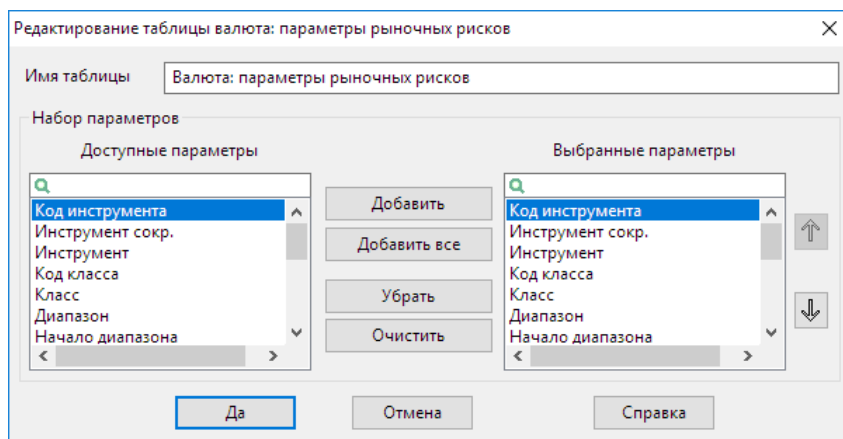 Редактирование таблицы валюта: параметры рыночных рисков
Имя таблицы
Валюта: параметры рыночных рисков
Набор параметров
Доступные параметры
Выбранные параметры
Код инструмента
Инструмент сокр.
Инструмент
Код класса
Класс
Диапазон
Начало диапазона
Добавить
Добавить все
Убрать
Очистить
Код инструмента
Инструмент сокр.
Инструмент
Код класса
Класс
Диапазон
Начало диапазона
Да
Отмена
Справка